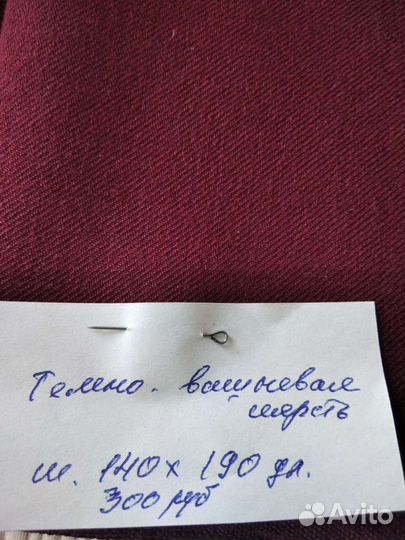 Темно-вишневая
шерсть
ш. 140 х 190 дл.
300 руб
Avito